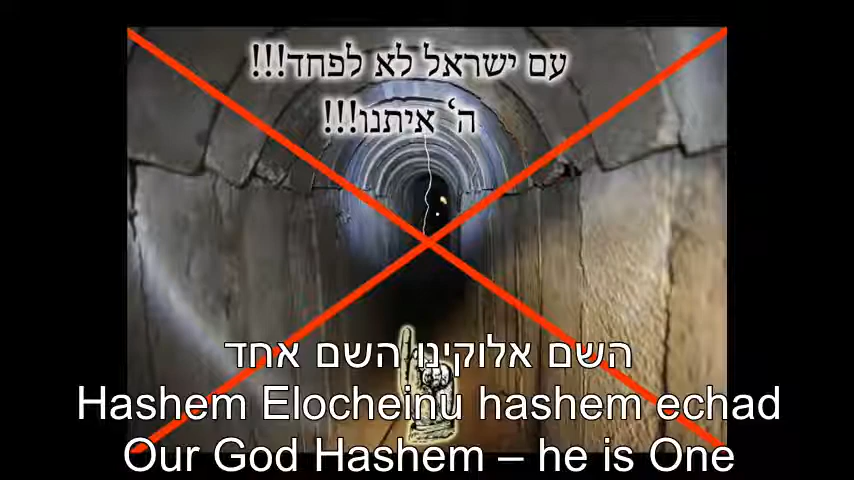 עם ישראל לא לפחד!!!
ה' איתנו!!!
השם אלוקינו השם אחד
Hashem Elocheinu hashem echad
Our God Hashem – he is One